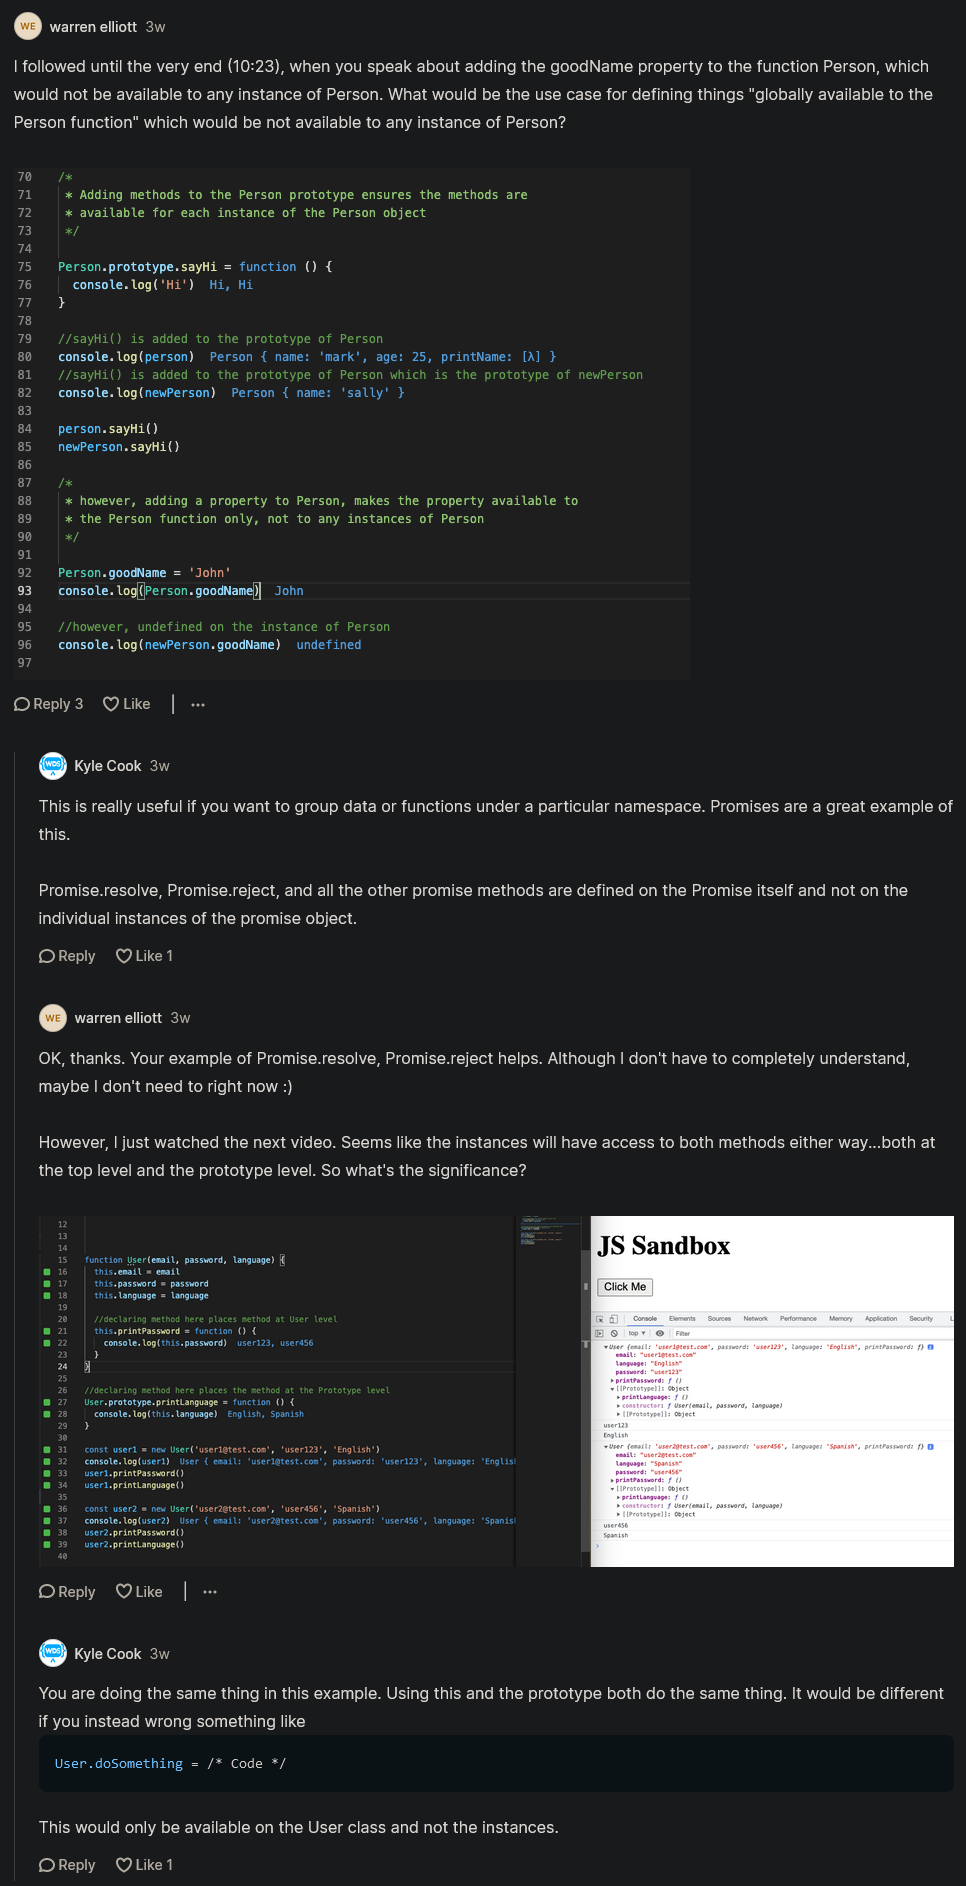 WE warren elliott 3w
I followed until the very end (10:23), when you speak about adding the goodName property to the function Person, which
would not be available to any instance of Person. What would be the use case for defining things "globally available to the
Person function" which would be not available to any instance of Person?
70 /*
71 * Adding methods to the Person prototype ensures the methods are
72 * available for each instance of the Person object
73 */
74
75 Person.prototype.sayHi = function () {
76 console.log('Hi') Hi, Hi
77 }
78
79 //sayHi() is added to the prototype of Person
80 console.log(person) Person { name: 'mark', age: 25, printName: [λ] }
81 //sayHi() is added to the prototype of Person which is the prototype of newPerson
82 console.log(newPerson) Person { name: 'sally' }
83
84 person.sayHi()
85 newPerson.sayHi()
86
87 /*
88 * however, adding a property to Person, makes the property available to
89 * the Person function only, not to any instances of Person
90 */
91
92 Person.goodName = 'John'
93 console.log(Person.goodName) John
94
95 //however, undefined on the instance of Person
96 console.log(newPerson.goodName) undefined
97
Reply 3 Like | ...
WDS Kyle Cook 3w
This is really useful if you want to group data or functions under a particular namespace. Promises are a great example of
this.
Promise.resolve, Promise.reject, and all the other promise methods are defined on the Promise itself and not on the
individual instances of the promise object.
Reply Like 1
WE warren elliott 3w
OK, thanks. Your example of Promise.resolve, Promise.reject helps. Although I don't have to completely understand,
maybe I don't need to right now :)
However, I just watched the next video. Seems like the instances will have access to both methods either way...both at
the top level and the prototype level. So what's the significance?
12
13
14
15 function User(email, password, language) {
16 this.email = email
17 this.password = password
18 this.language = language
19
20 //declaring method here places method at User level
21 this.printPassword = function () {
22 console.log(this.password) user123, user456
23 }
24 }
25
26 //declaring method here places the method at the Prototype level
27 User.prototype.printLanguage = function () {
28 console.log(this.language) English, Spanish
29 }
30
31 const user1 = new User('user1@test.com', 'user123', 'English')
32 console.log(user1) User { email: 'user1@test.com', password: 'user123', language: 'English
33 user1.printPassword()
34 user1.printLanguage()
35
36 const user2 = new User('user2@test.com', 'user456', 'Spanish')
37 console.log(user2) User { email: 'user2@test.com', password: 'user456', language: 'Spanish
38 user2.printPassword()
39 user2.printLanguage()
40
JS Sandbox
Click Me
Console Elements Sources Network Performance Memory Application Security L
top ▼ Filter
▼User {email: 'user1@test.com', password: 'user123', language: 'English', printPassword: ƒ}
email: "user1@test.com"
language: "English"
password: "user123"
▶printPassword: ƒ ()
▼[[Prototype]]: Object
▶printLanguage: ƒ ()
▶constructor: ƒ User(email, password, language)
▶[[Prototype]]: Object
user123
English
▼User {email: 'user2@test.com', password: 'user456', language: 'Spanish', printPassword: ƒ}
email: "user2@test.com"
language: "Spanish"
password: "user456"
▶printPassword: ƒ ()
▼[[Prototype]]: Object
▶printLanguage: ƒ ()
▶constructor: ƒ User(email, password, language)
▶[[Prototype]]: Object
user456
Spanish
Reply Like | ...
WDS Kyle Cook 3w
You are doing the same thing in this example. Using this and the prototype both do the same thing. It would be different
if you instead wrong something like
User.doSomething = /* Code */
This would only be available on the User class and not the instances.
Reply Like 1